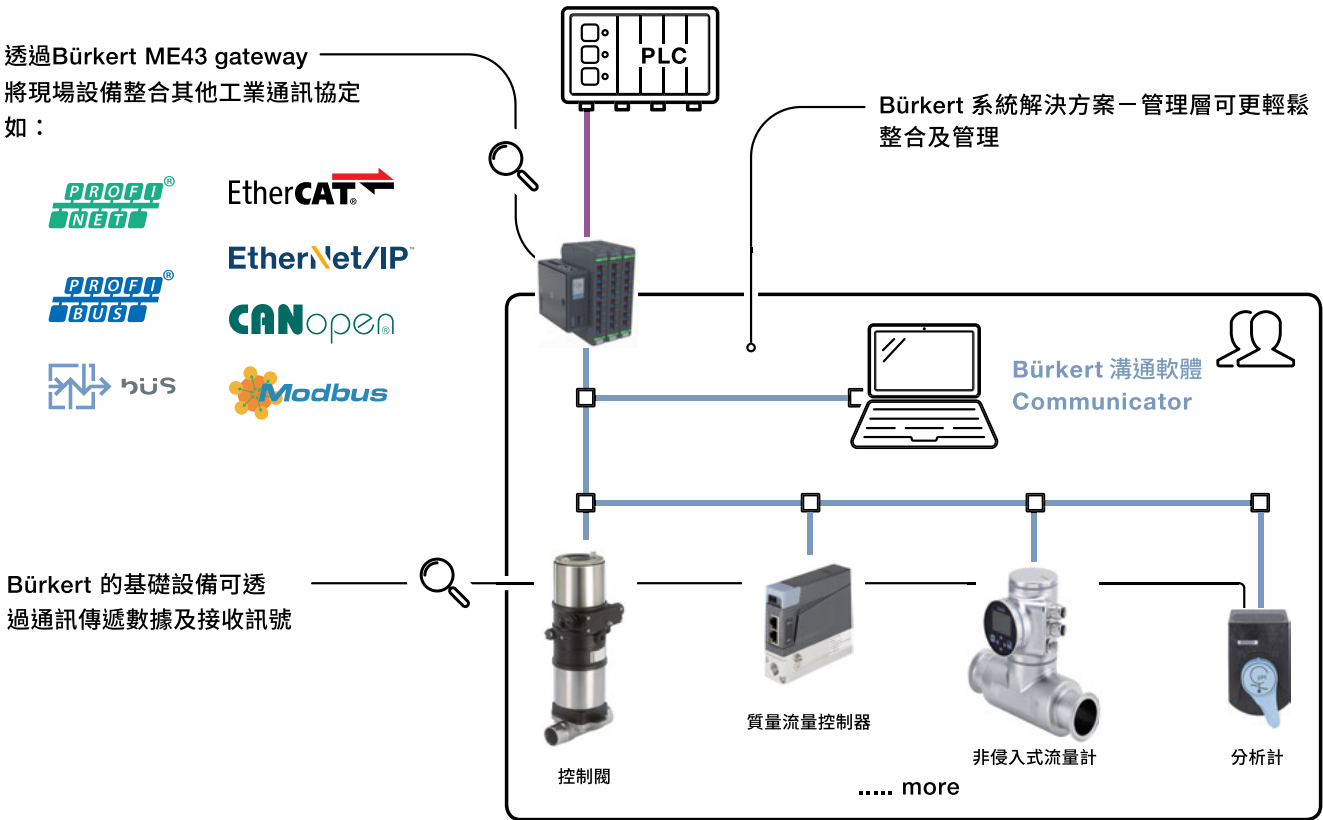 透過Bürkert ME43 gateway
將現場設備整合其他工業通訊協定
如：
PROFI®
NET
EtherCAT®
EtherNet/IP™
PROFI®
BUS
CANopen®
büS
Modbus
PLC
Bürkert 系統解決方案－管理層可更輕鬆
整合及管理
Bürkert 溝通軟體
Communicator
Bürkert 的基礎設備可透
過通訊傳遞數據及接收訊號
控制閥
質量流量控制器
非侵入式流量計
分析計
pH
..... more